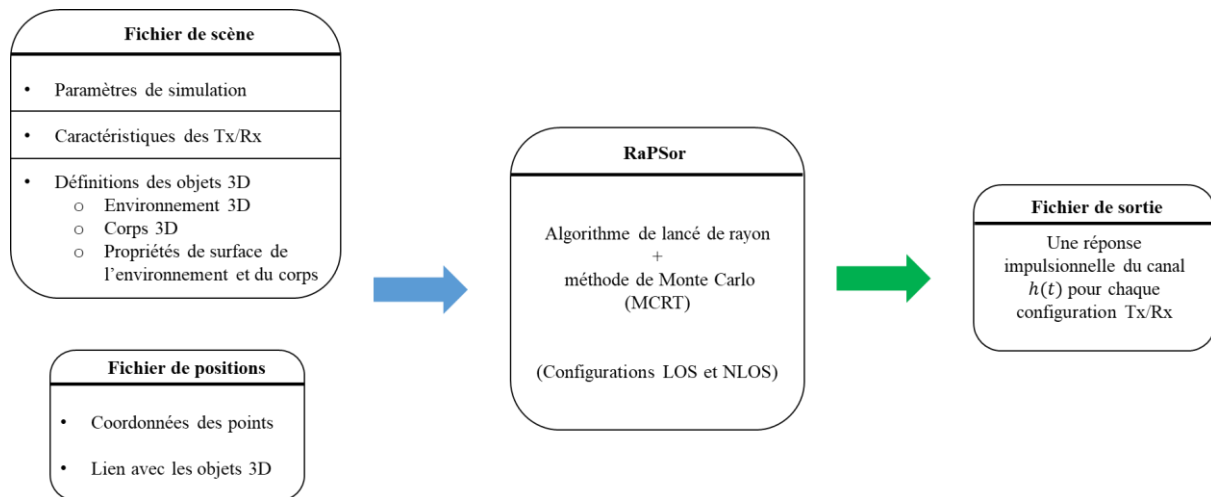 Fichier de scène
• Paramètres de simulation
• Caractéristiques des Tx/Rx
• Définitions des objets 3D
o Environnement 3D
o Corps 3D
o Propriétés de surface de
l'environnement et du corps
Fichier de positions
• Coordonnées des points
• Lien avec les objets 3D
RaPSor
Algorithme de lancé de rayon
+
méthode de Monte Carlo
(MCRT)
(Configurations LOS et NLOS)
Fichier de sortie
Une réponse
impulsionnelle du canal
h(t) pour chaque
configuration Tx/Rx